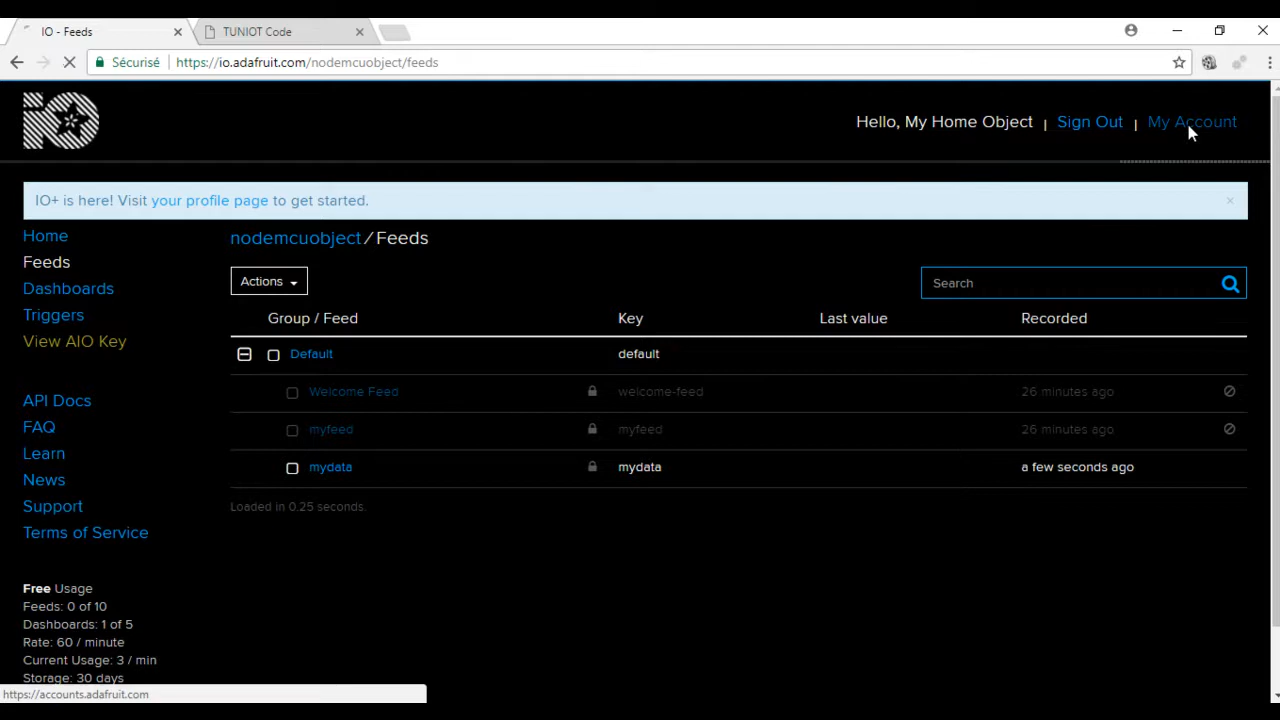 IO - Feeds
TUNIOT Code
Sécurisé https://io.adafruit.com/nodemcuobject/feeds
Hello, My Home Object | Sign Out | My Account
IO+ is here! Visit your profile page to get started. ×
Home
Feeds
Dashboards
Triggers
View AIO Key
API Docs
FAQ
Learn
News
Support
Terms of Service
nodemcuobject/Feeds
Actions
Search
Group / Feed Key Last value Recorded
Default default
Welcome Feed welcome-feed 26 minutes ago
myfeed myfeed 26 minutes ago
mydata mydata a few seconds ago
Loaded in 0.25 seconds.
Free Usage
Feeds: 0 of 10
Dashboards: 1 of 5
Rate: 60 / minute
Current Usage: 3 / min
Storage: 30 days
https://accounts.adafruit.com